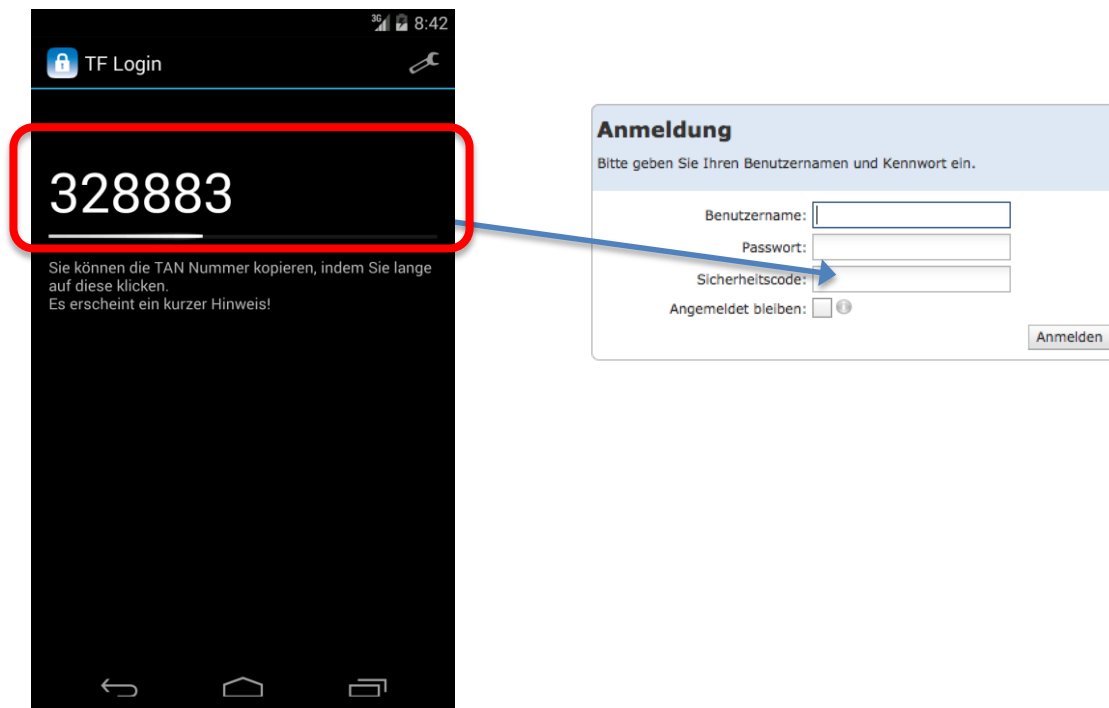 3G 8:42
TF Login
328883
Sie können die TAN Nummer kopieren, indem Sie lange
auf diese klicken.
Es erscheint ein kurzer Hinweis!
Anmeldung
Bitte geben Sie Ihren Benutzernamen und Kennwort ein.
Benutzername:
Passwort:
Sicherheitscode:
Angemeldet bleiben:
Anmelden